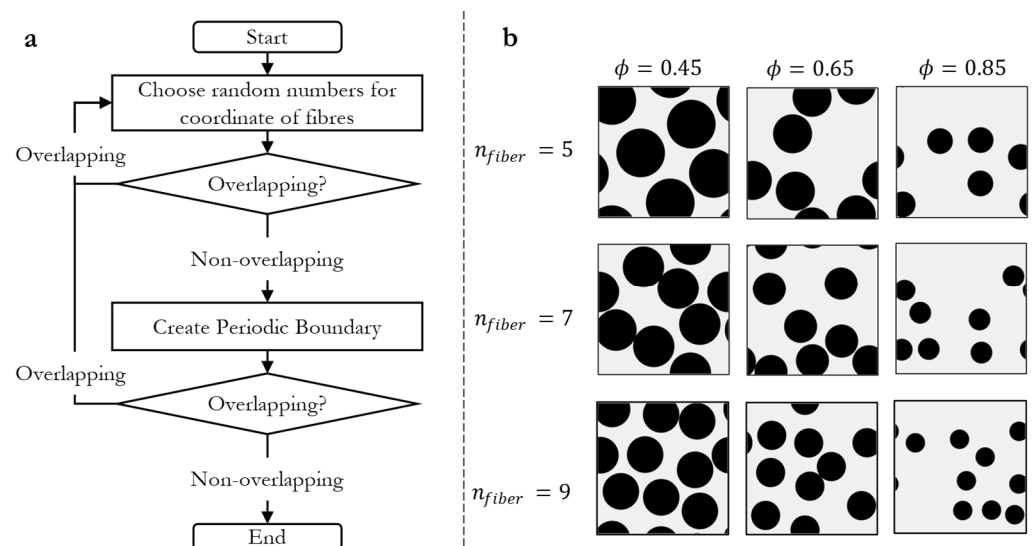 a
Start
Choose random numbers for
coordinate of fibres
Overlapping
Overlapping?
Non-overlapping
Create Periodic Boundary
Overlapping
Overlapping?
Non-overlapping
End
b
ϕ = 0.45
ϕ = 0.65
ϕ = 0.85
n_fiber = 5
n_fiber = 7
n_fiber = 9